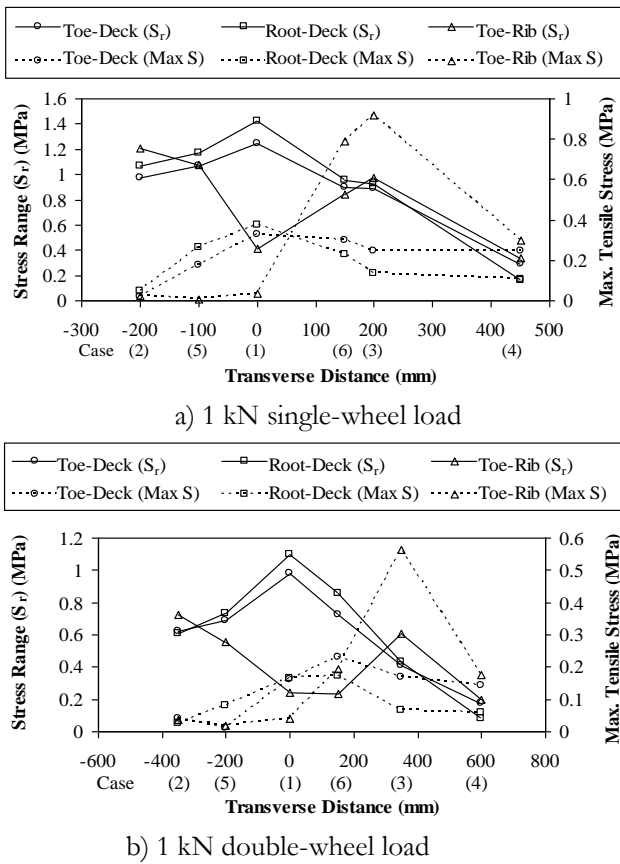 Toe-Deck (Sr) Root-Deck (Sr) Toe-Rib (Sr)
Toe-Deck (Max S) Root-Deck (Max S) Toe-Rib (Max S)
Stress Range (Sr) (MPa)
1.6
1.4
1.2
1
0.8
0.6
0.4
0.2
0
1
0.8
0.6
0.4
0.2
0
Max. Tensile Stress (MPa)
-300 -200 -100 0 100 200 300 400 500
Case (2) (5) (1) (6) (3) (4)
Transverse Distance (mm)
a) 1 kN single-wheel load
Toe-Deck (Sr) Root-Deck (Sr) Toe-Rib (Sr)
Toe-Deck (Max S) Root-Deck (Max S) Toe-Rib (Max S)
Stress Range (Sr) (MPa)
1.2
1
0.8
0.6
0.4
0.2
0
0.6
0.5
0.4
0.3
0.2
0.1
0
Max. Tensile Stress (MPa)
-600 -400 -200 0 200 400 600 800
Case (2) (5) (1) (6) (3) (4)
Transverse Distance (mm)
b) 1 kN double-wheel load